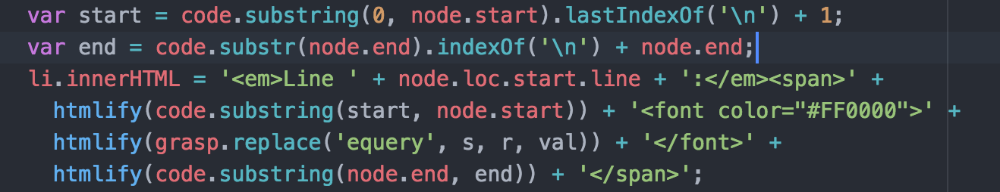 var start = code.substring(0, node.start).lastIndexOf('\n') + 1;
var end = code.substr(node.end).indexOf('\n') + node.end;
li.innerHTML = '<em>Line ' + node.loc.start.line + ':</em><span>' +
  htmlify(code.substring(start, node.start)) + '<font color="#FF0000">' +
  htmlify(grasp.replace('equery', s, r, val)) + '</font>' +
  htmlify(code.substring(node.end, end)) + '</span>';